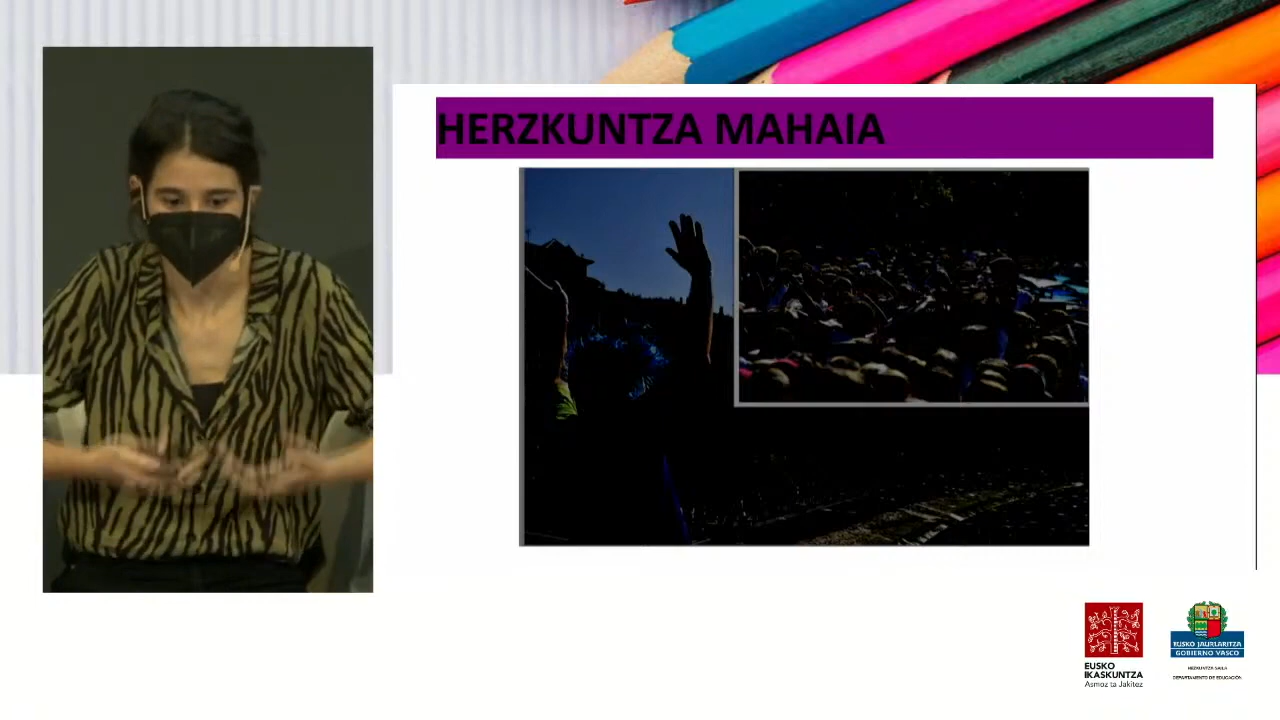 HERZKUNTZA MAHAIA
EUSKO
IKASKUNTZA
Asmoz ta Jakitez
EUSKO JAURLARITZA
GOBIERNO VASCO
HEZKUNTZA SAILA
DEPARTAMENTO DE EDUCACIÓN